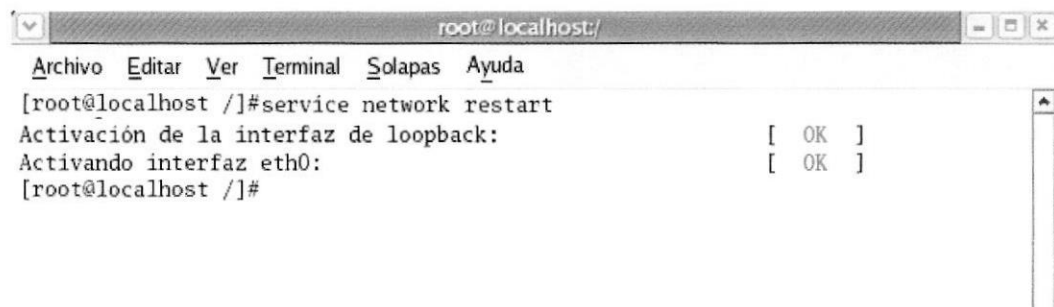 root@localhost:/
Archivo Editar Ver Terminal Solapas Ayuda
[root@localhost /]#service network restart
Activación de la interfaz de loopback: [ OK ]
Activando interfaz eth0: [ OK ]
[root@localhost /]#